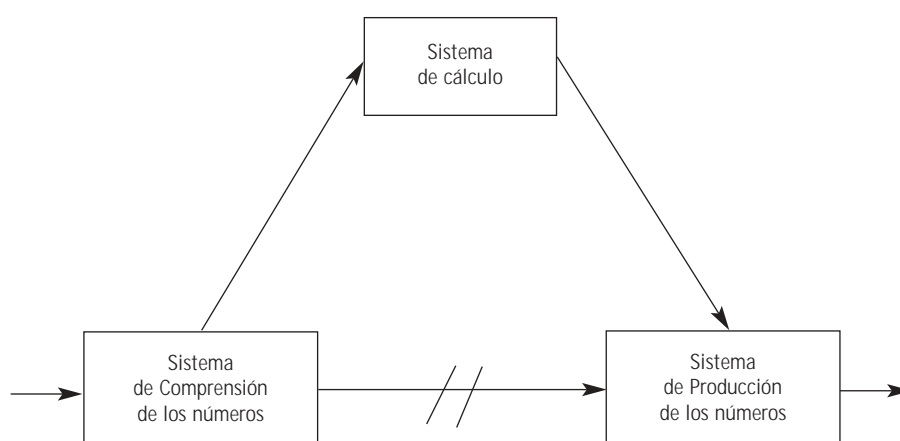 Sistema
de cálculo
Sistema
de Comprensión
de los números
Sistema
de Producción
de los números